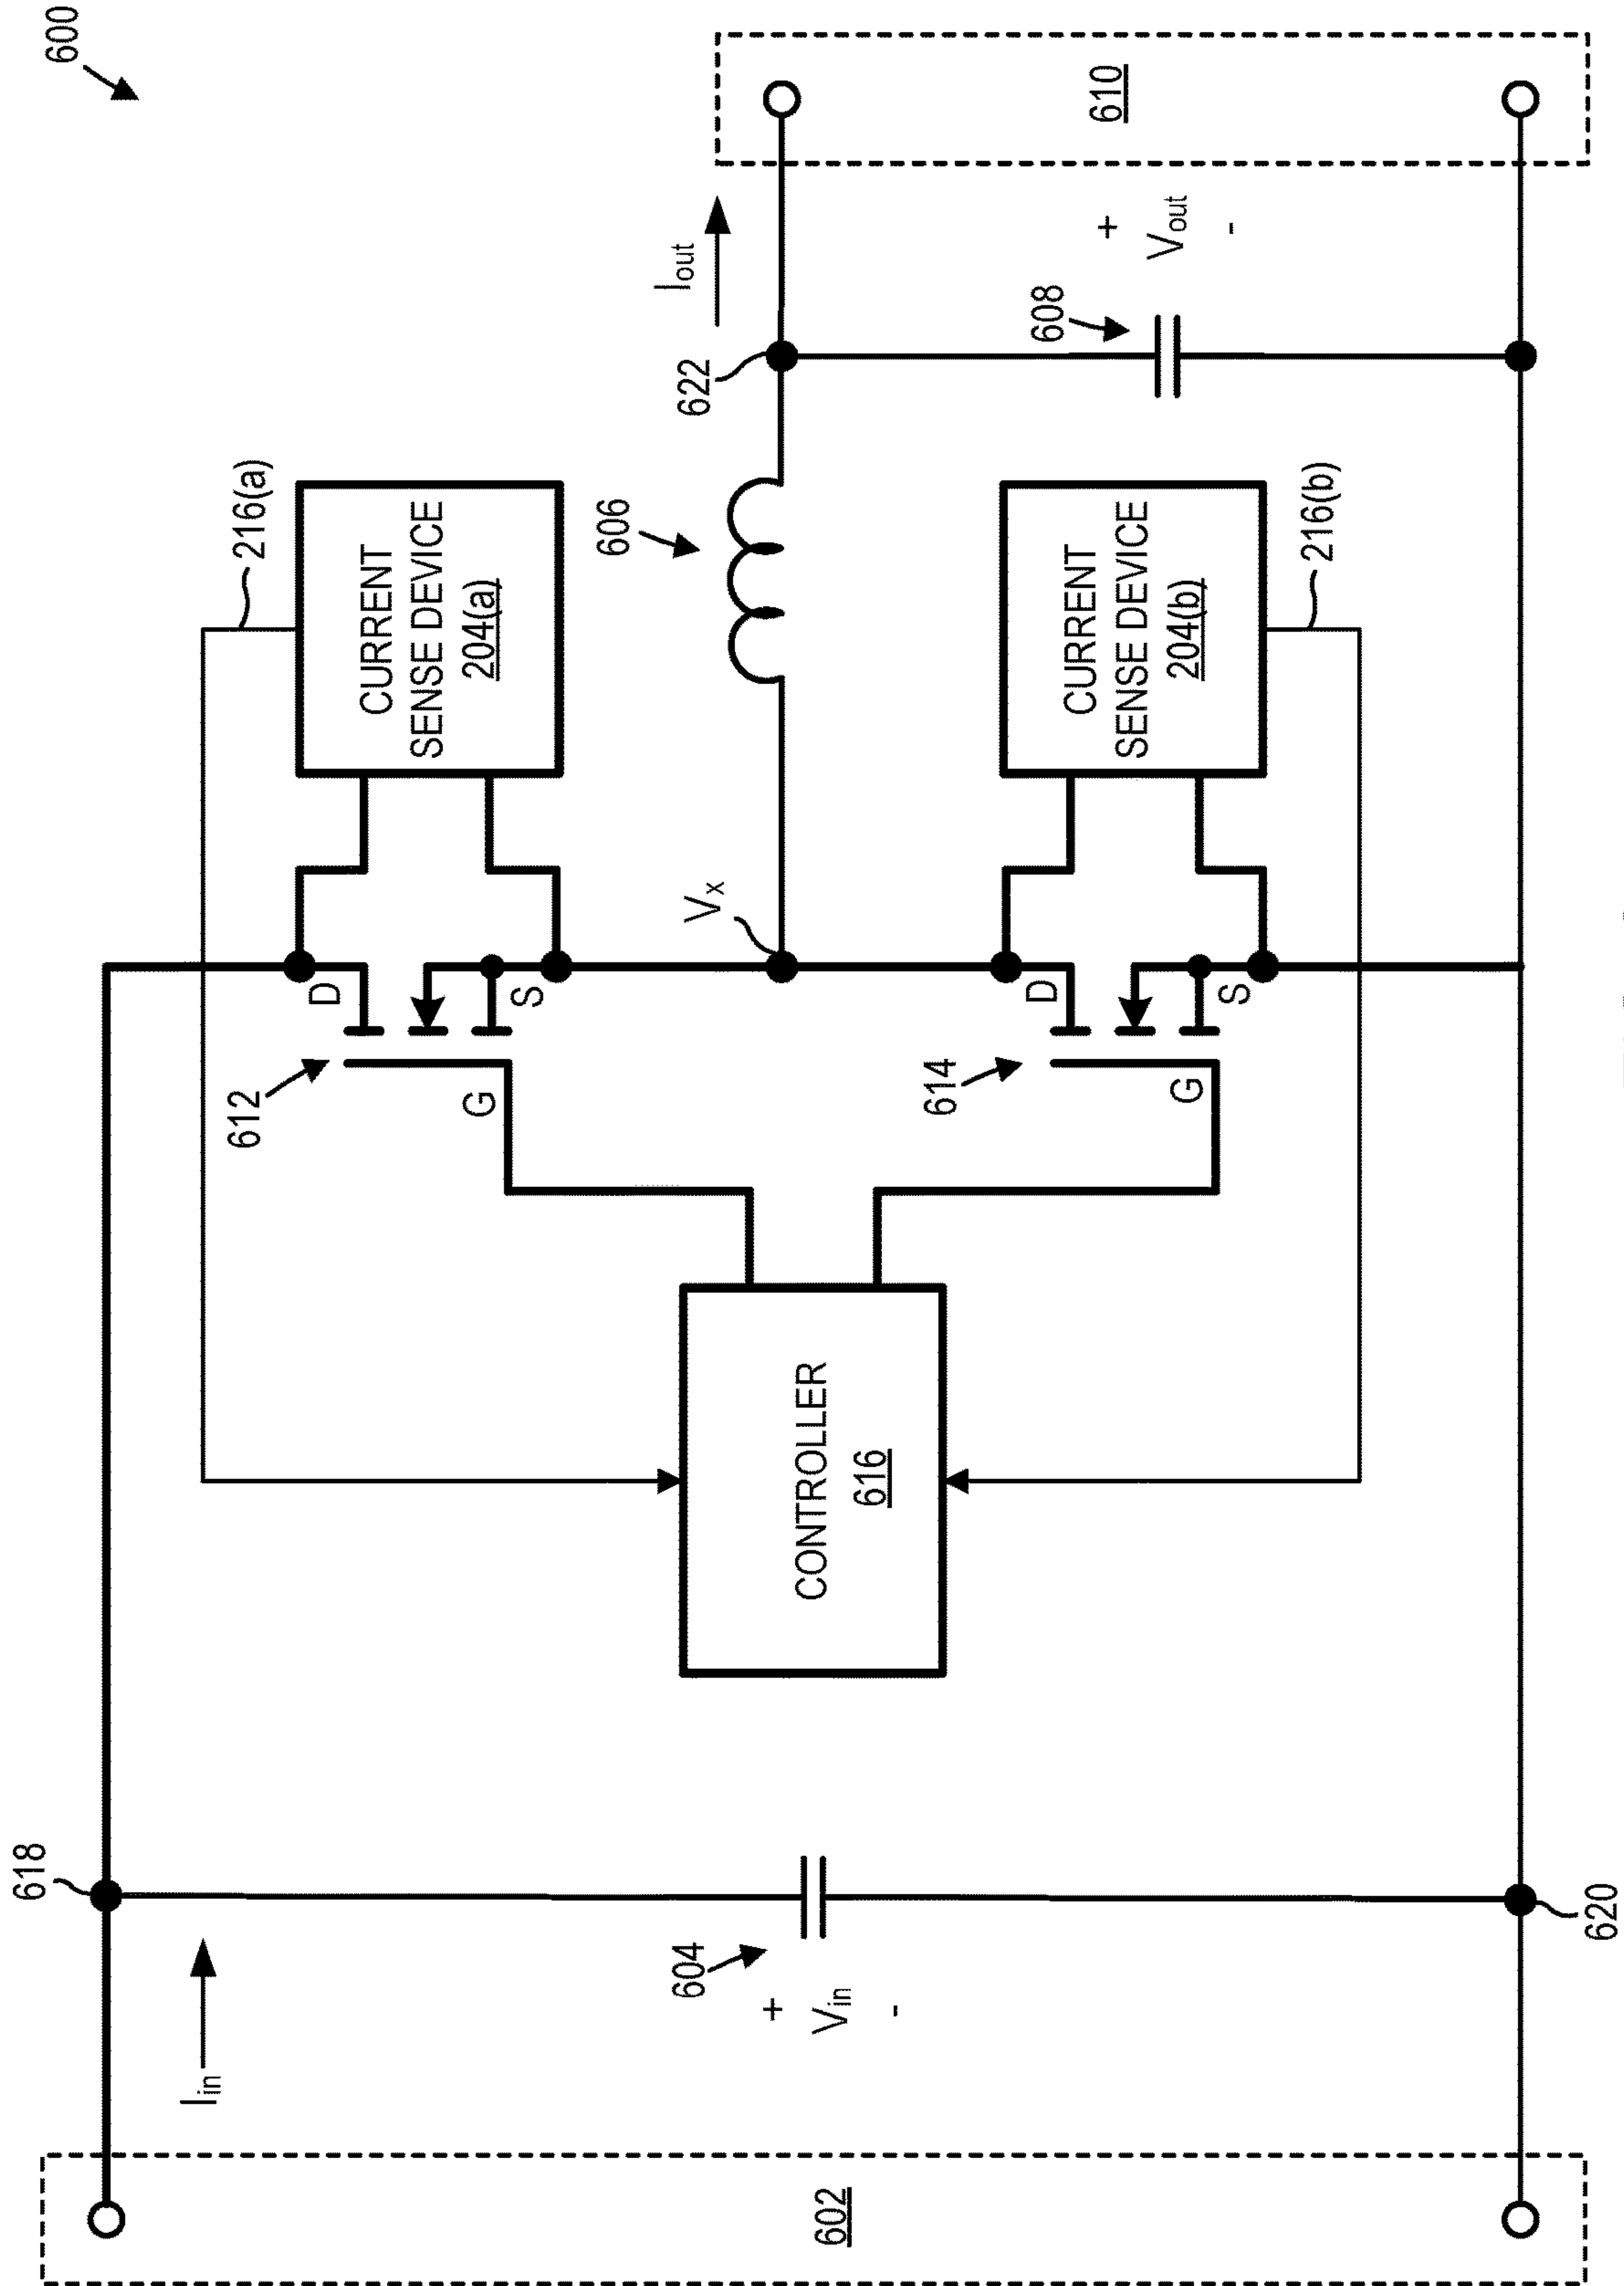 600
618
I_in
602
604
+
V_in
-
620
CONTROLLER
616
612
D
G
S
216(a)
CURRENT
SENSE DEVICE
204(a)
V_x
606
622
I_out
614
D
G
S
CURRENT
SENSE DEVICE
204(b)
216(b)
608
+
V_out
-
610